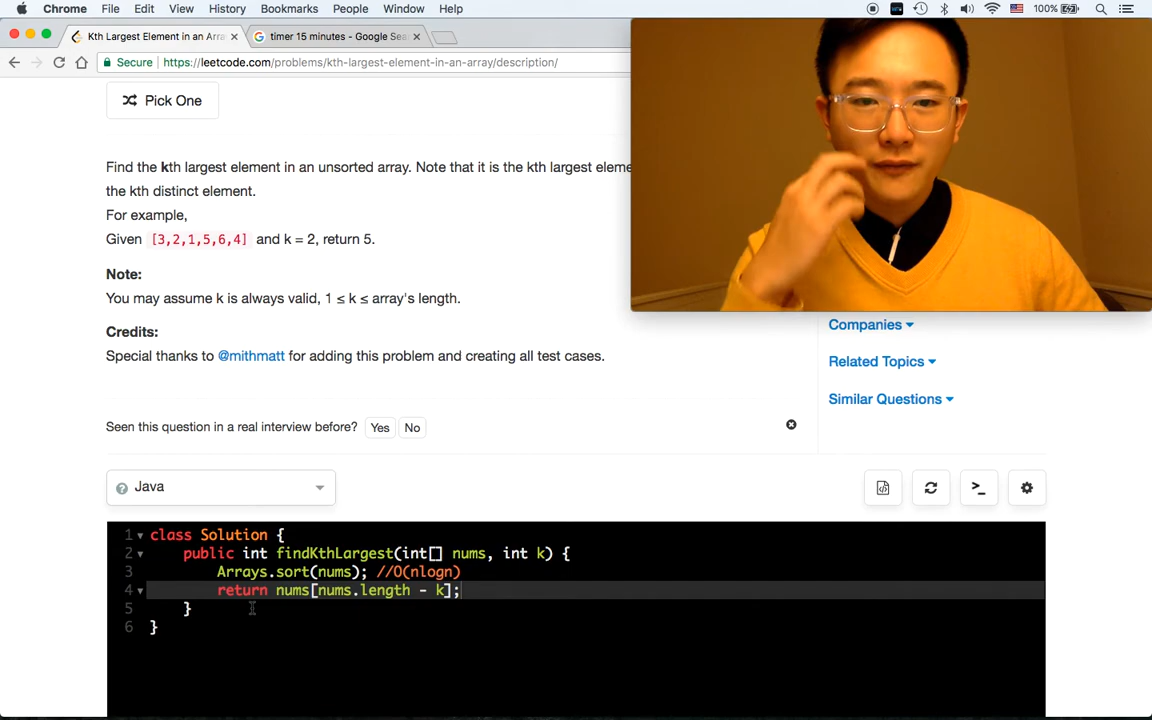 Chrome File Edit View History Bookmarks People Window Help 100%
Kth Largest Element in an Arra timer 15 minutes - Google Sear
Secure https://leetcode.com/problems/kth-largest-element-in-an-array/description/
Pick One
Find the kth largest element in an unsorted array. Note that it is the kth largest eleme
the kth distinct element.
For example,
Given [3,2,1,5,6,4] and k = 2, return 5.
Note:
You may assume k is always valid, 1 ≤ k ≤ array's length.
Credits:
Special thanks to @mithmatt for adding this problem and creating all test cases.
Companies
Related Topics
Similar Questions
Seen this question in a real interview before? Yes No
Java
1 class Solution {
2 public int findKthLargest(int[] nums, int k) {
3 Arrays.sort(nums); //O(nlogn)
4 return nums[nums.length - k];
5 }
6 }